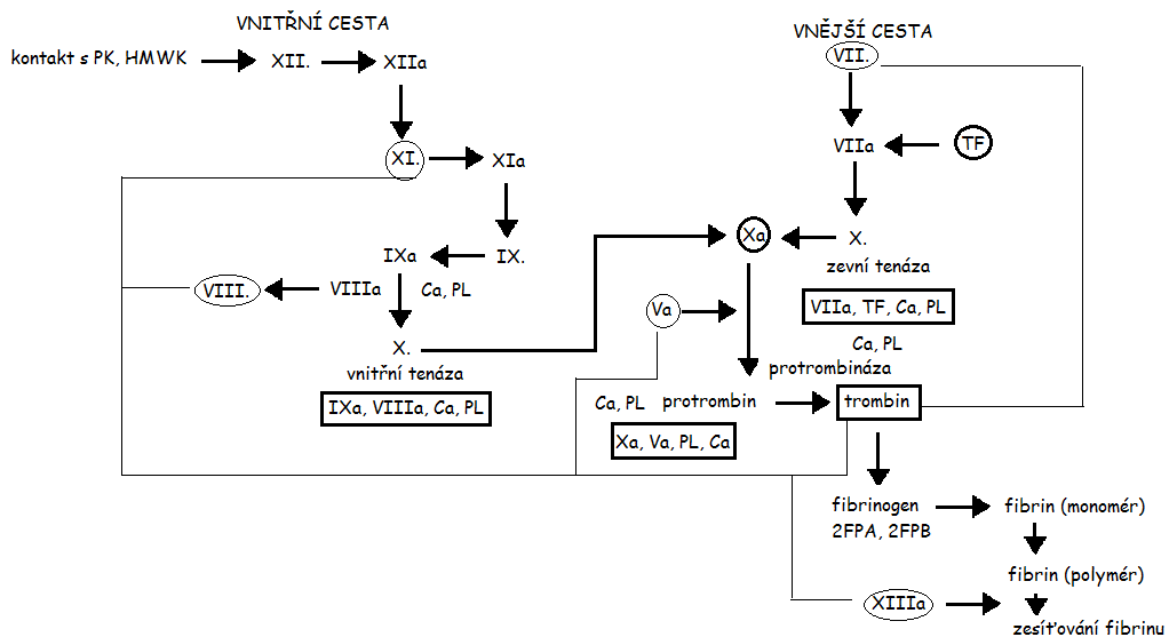 VNITŘNÍ CESTA
VNĚJŠÍ CESTA
kontakt s PK, HMWK
XII.
XIIa
VII.
XI.
XIa
VIIa
TF
IXa
IX.
Xa
X.
zevní tenáza
VIII.
VIIIa
Ca, PL
Va
VIIa, TF, Ca, PL
X.
Ca, PL
vnitřní tenáza
protrombináza
IXa, VIIIa, Ca, PL
Ca, PL
protrombin
trombin
Xa, Va, PL, Ca
fibrinogen
2FPA, 2FPB
fibrin (monomér)
fibrin (polymér)
XIIIa
zesíťování fibrinu